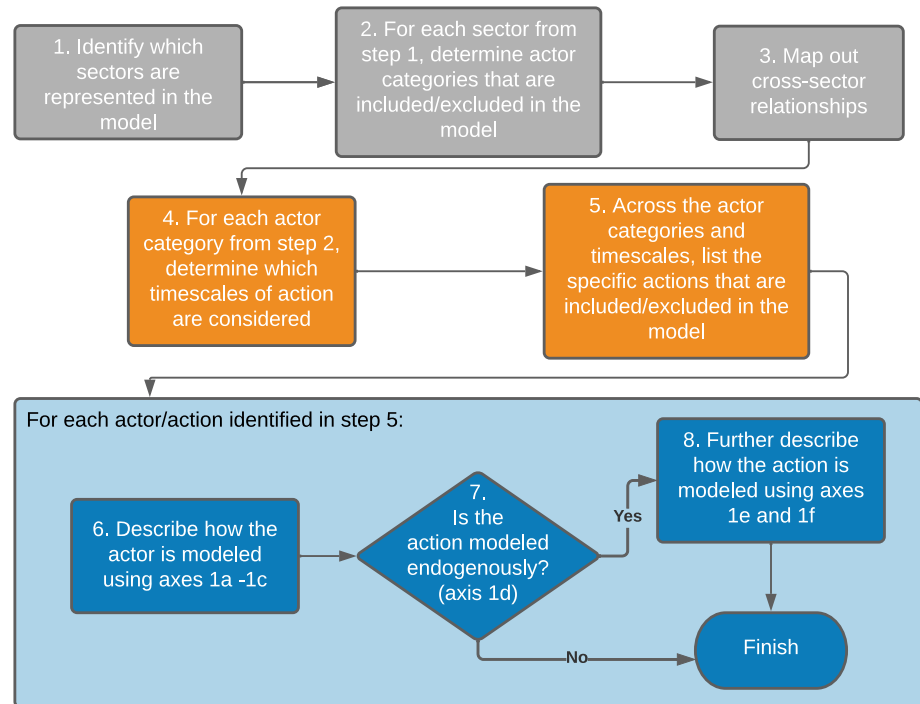 1. Identify which
sectors are
represented in the
model
2. For each sector from
step 1, determine actor
categories that are
included/excluded in the
model
3. Map out
cross-sector
relationships
4. For each actor
category from step 2,
determine which
timescales of action
are considered
5. Across the actor
categories and
timescales, list the
specific actions that are
included/excluded in the
model
For each actor/action identified in step 5:
6. Describe how the
actor is modeled
using axes 1a -1c
7.
Is the
action modeled
endogenously?
(axis 1d)
Yes
8. Further describe
how the action is
modeled using axes
1e and 1f
No
Finish